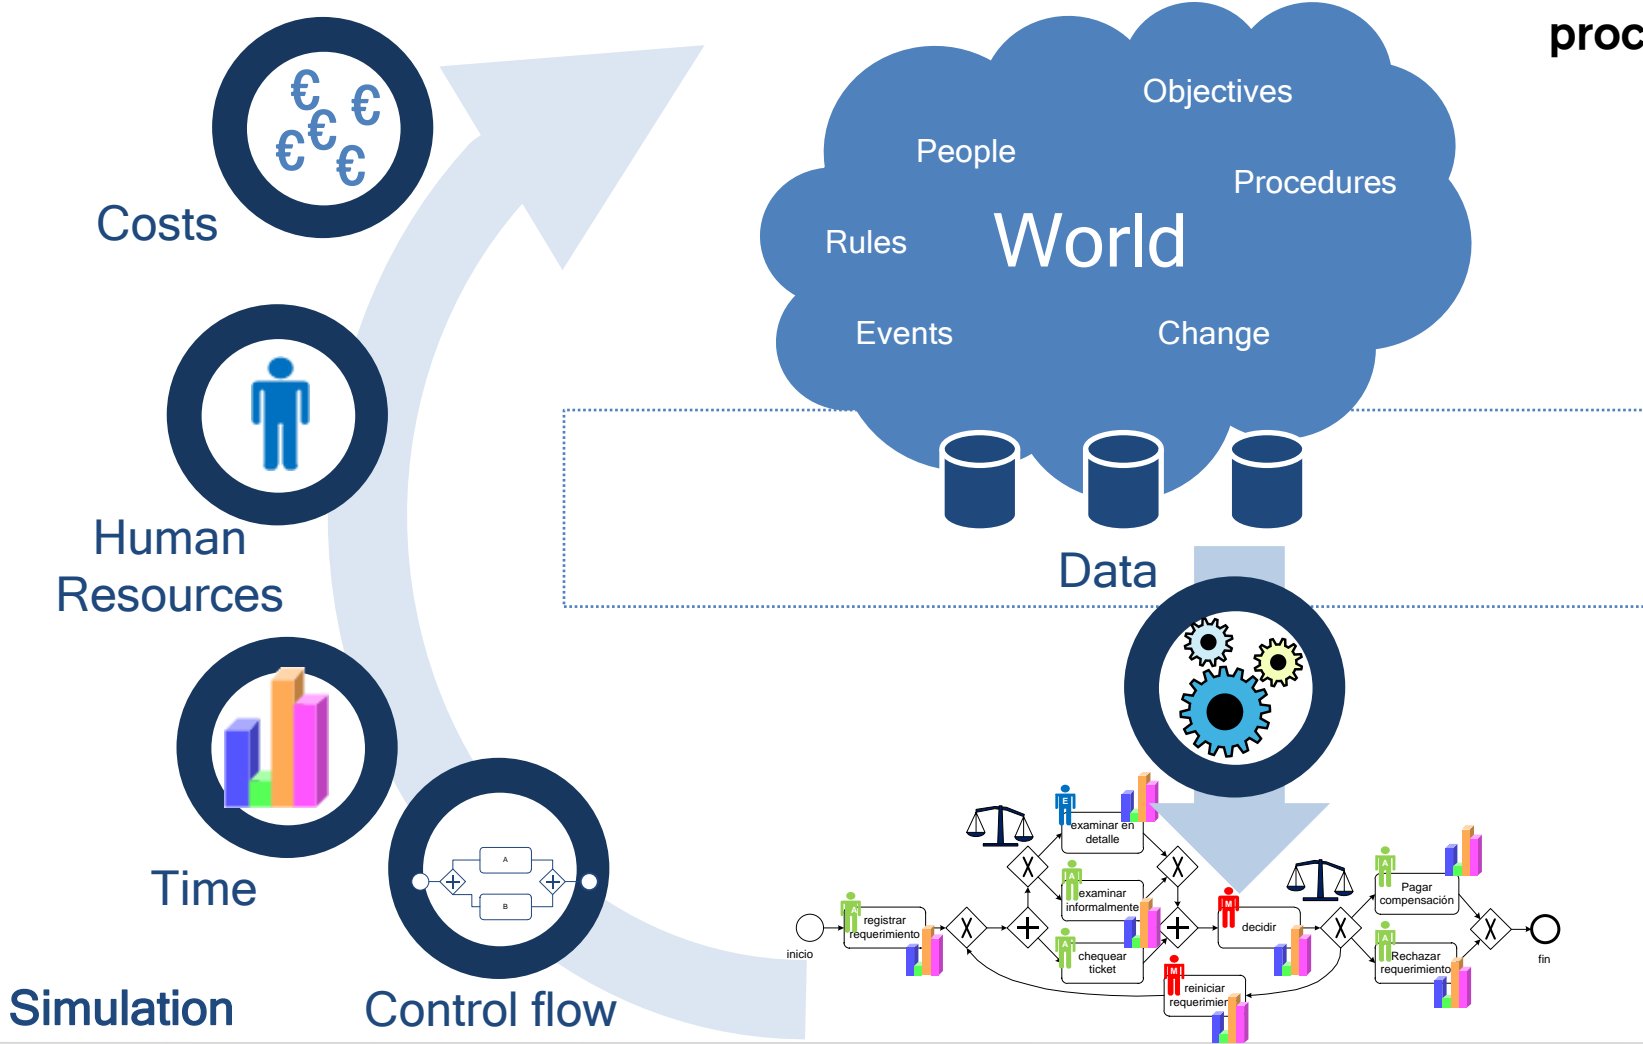 proc
€
€
€
€
€
Costs
Objectives
People
Procedures
Rules
World
Events
Change
Human
Resources
Data
Time
A
B
Simulation
Control flow
E
examinar en
detalle
X
X
A
examinar
informalmente
A
registrar
requerimiento
inicio
X
A
chequear
ticket
M
decidir
X
A
Pagar
compensación
X
fin
A
Rechazar
requerimiento
M
reiniciar